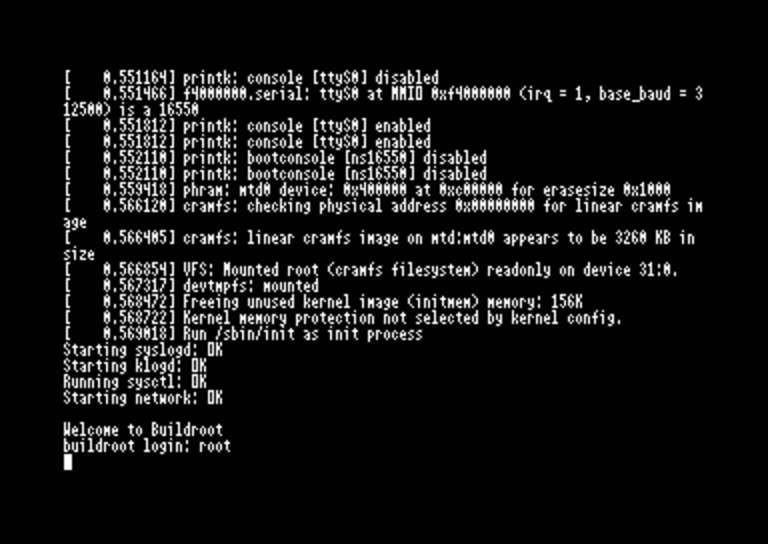 [    0.551164] printk: console [ttyS0] disabled
[    0.551466] f4000000.serial: ttyS0 at MMIO 0xf4000000 (irq = 1, base_baud = 3
12500) is a 16550
[    0.551812] printk: console [ttyS0] enabled
[    0.551812] printk: console [ttyS0] enabled
[    0.552110] printk: bootconsole [ns16550] disabled
[    0.552110] printk: bootconsole [ns16550] disabled
[    0.559418] phram: mtd0 device: 0x400000 at 0xc00000 for erasesize 0x1000
[    0.566120] cramfs: checking physical address 0x00000000 for linear cramfs im
age
[    0.566405] cramfs: linear cramfs image on mtd:mtd0 appears to be 3260 KB in
size
[    0.566854] VFS: Mounted root (cramfs filesystem) readonly on device 31:0.
[    0.567317] devtmpfs: mounted
[    0.568472] Freeing unused kernel image (initmem) memory: 156K
[    0.568722] Kernel memory protection not selected by kernel config.
[    0.569018] Run /sbin/init as init process
Starting syslogd: OK
Starting klogd: OK
Running sysctl: OK
Starting network: OK

Welcome to Buildroot
buildroot login: root